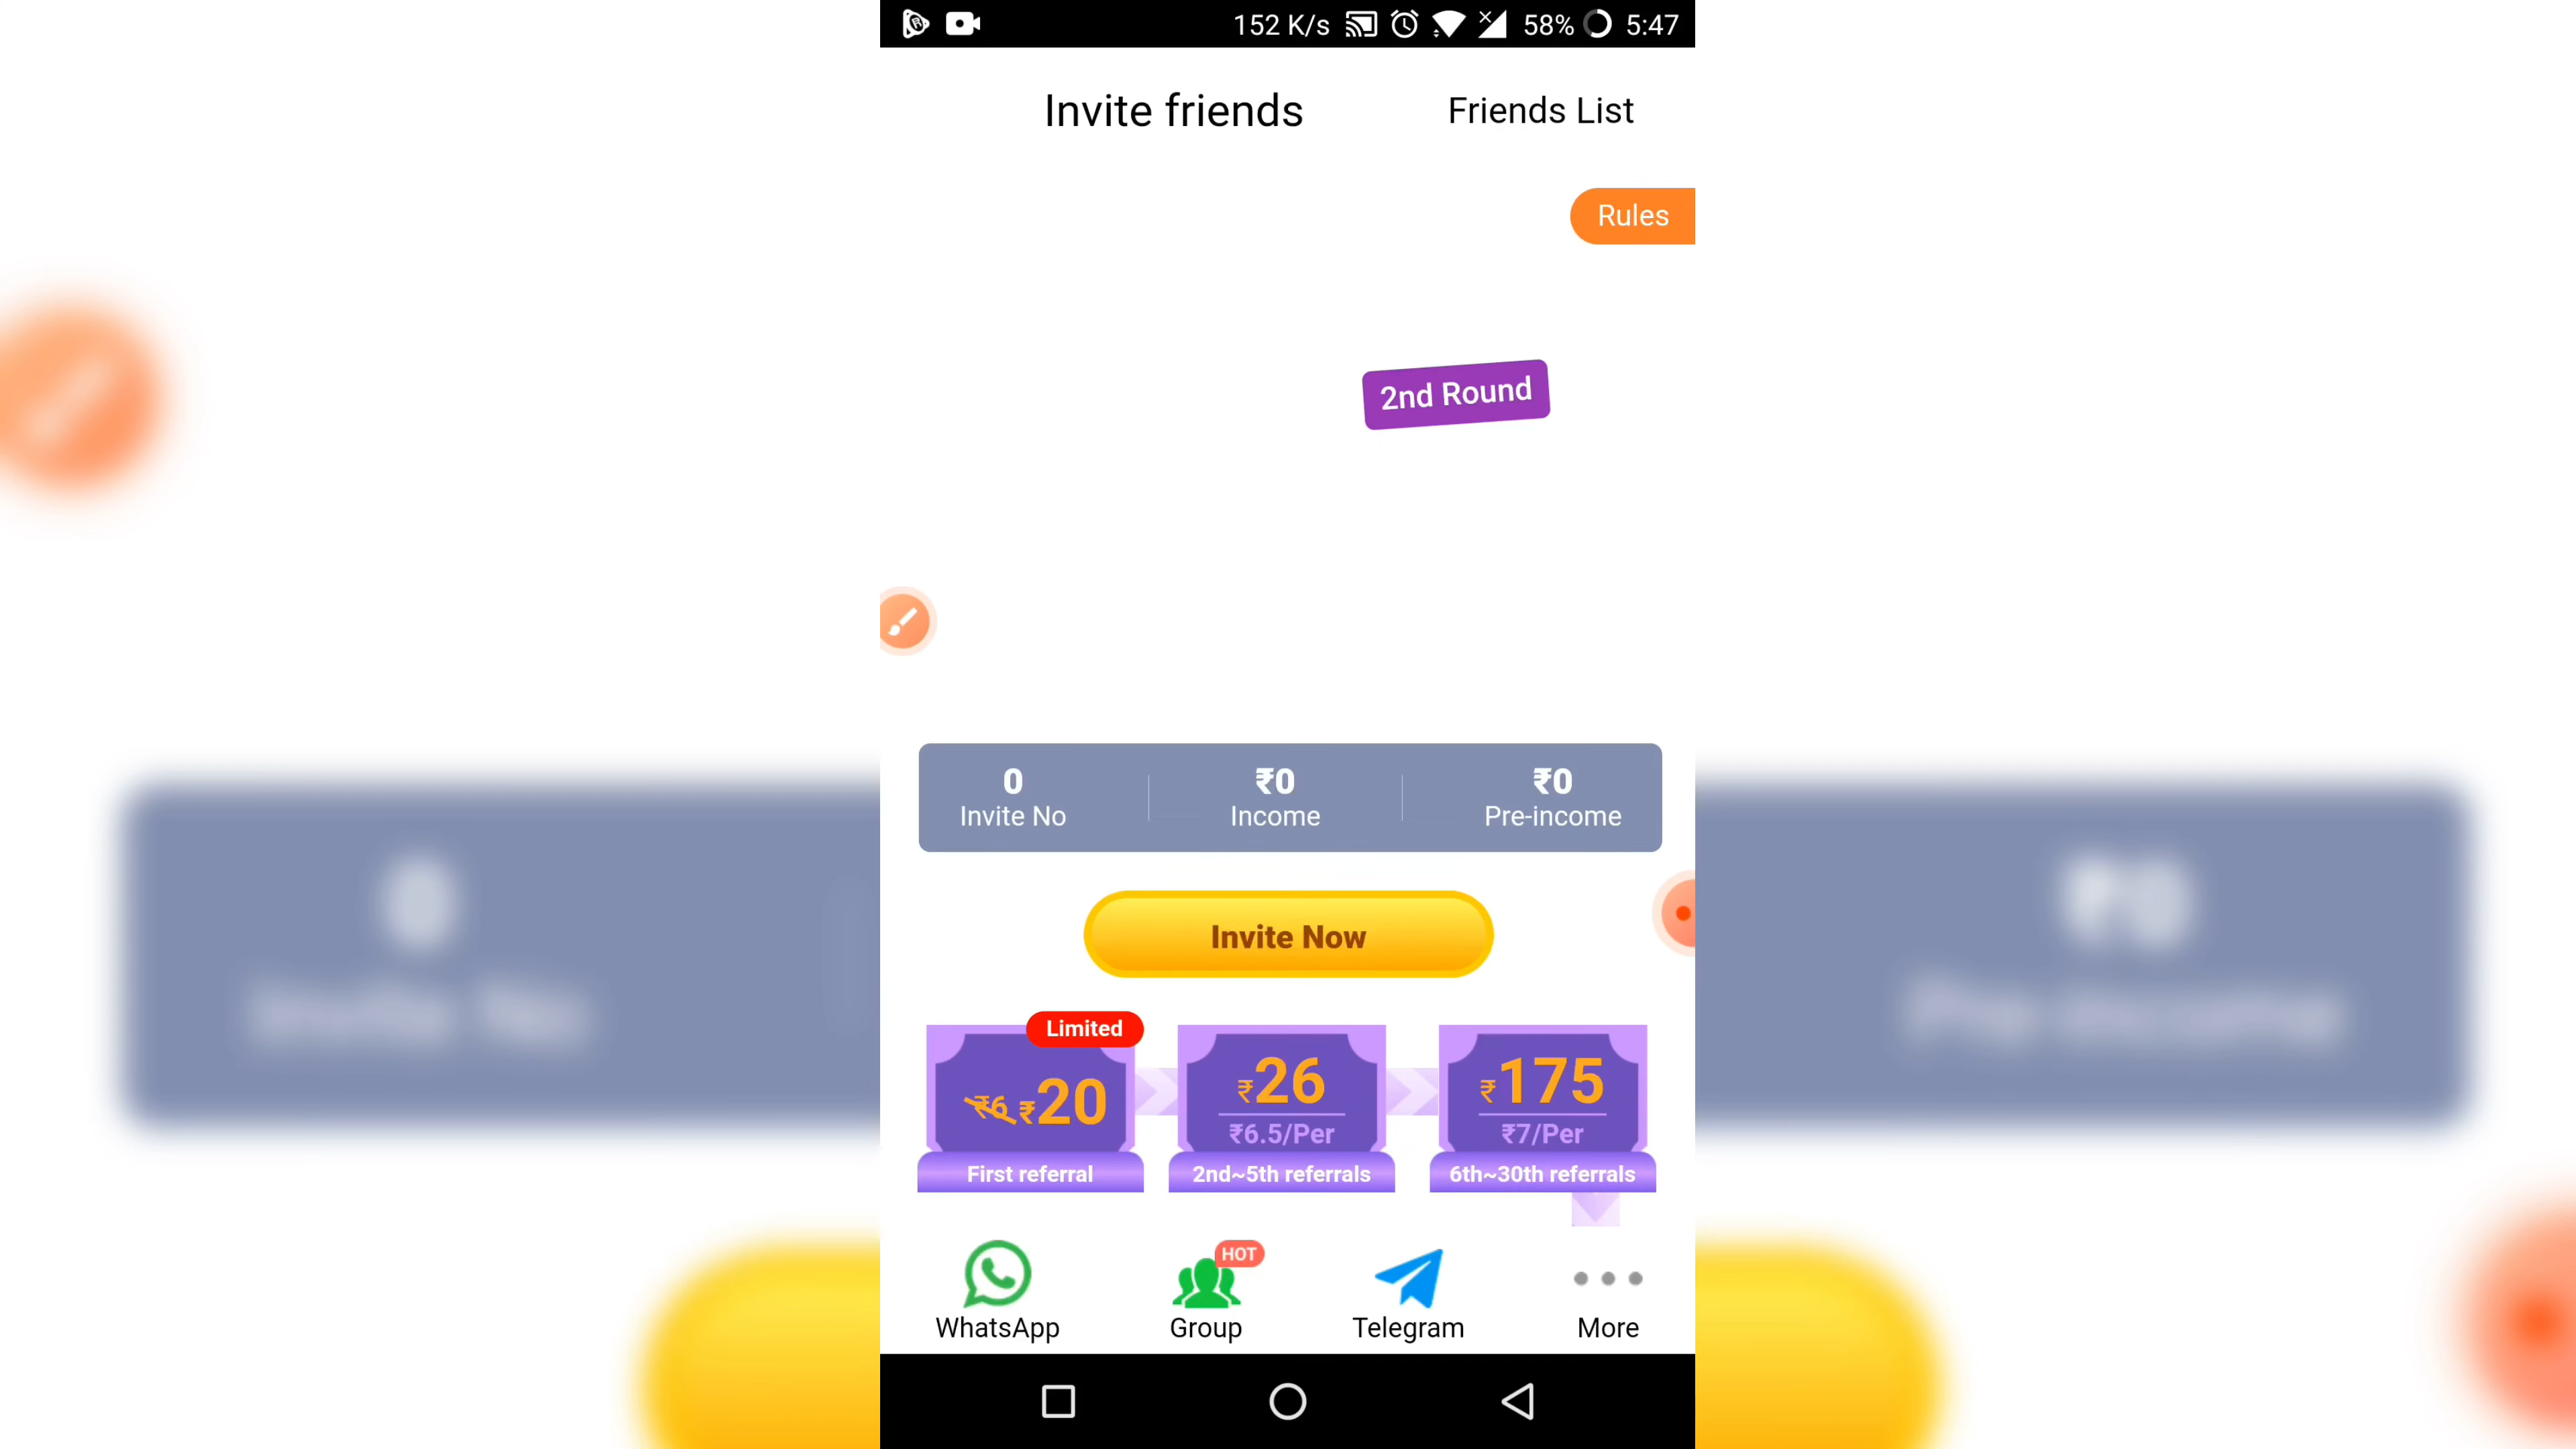 152 K/s 58% 5:47
Invite friends Friends List
Rules
2nd Round
0 ₹0 ₹0
Invite No Income Pre-income
Invite Now
Limited
₹6 ₹20 ₹26 ₹175
₹6.5/Per ₹7/Per
First referral 2nd~5th referrals 6th~30th referrals
HOT
WhatsApp Group Telegram More